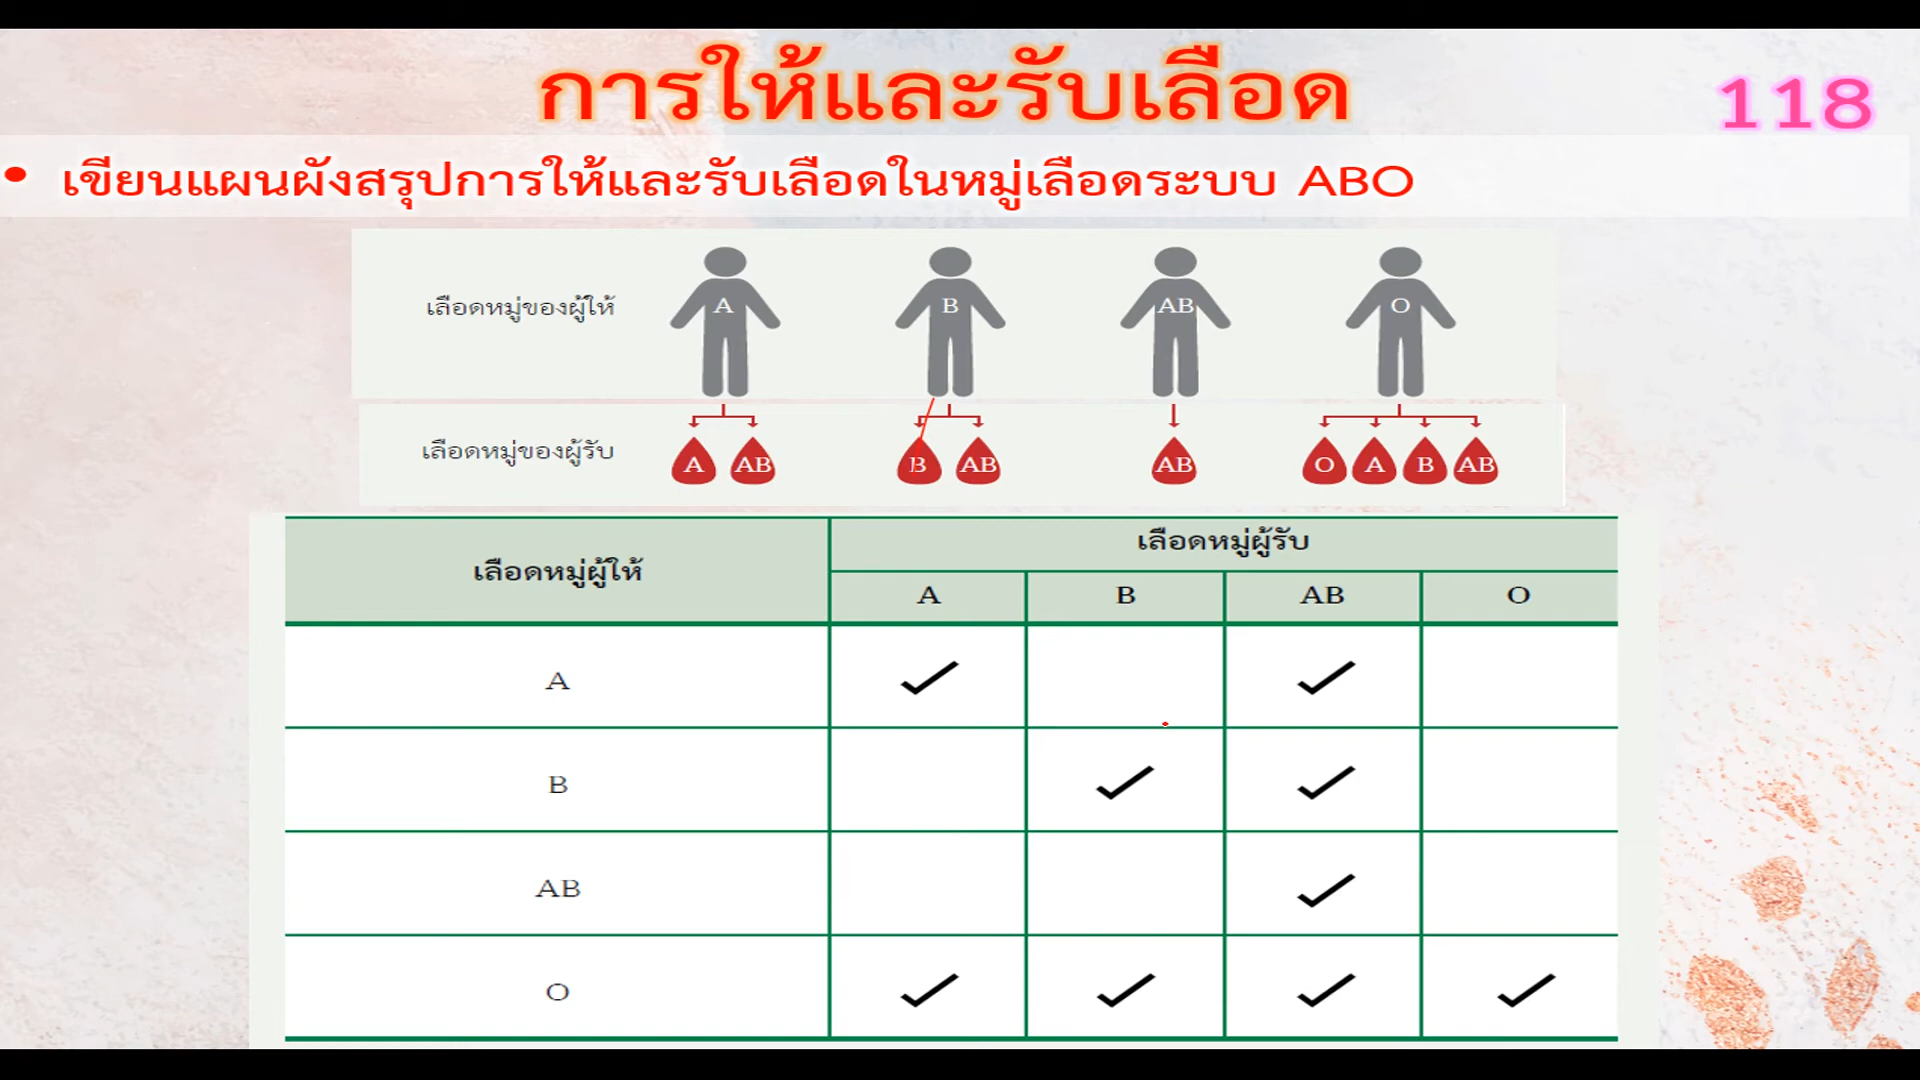 การให้และรับเลือด
118
• เขียนแผนผังสรุปการให้และรับเลือดในหมู่เลือดระบบ ABO
เลือดหมู่ของผู้ให้ A B AB O
เลือดหมู่ของผู้รับ A AB B AB AB O A B AB
เลือดหมู่ผู้ให้ เลือดหมู่ผู้รับ
A B AB O
A ✓ ✓
B ✓ ✓
AB ✓
O ✓ ✓ ✓ ✓